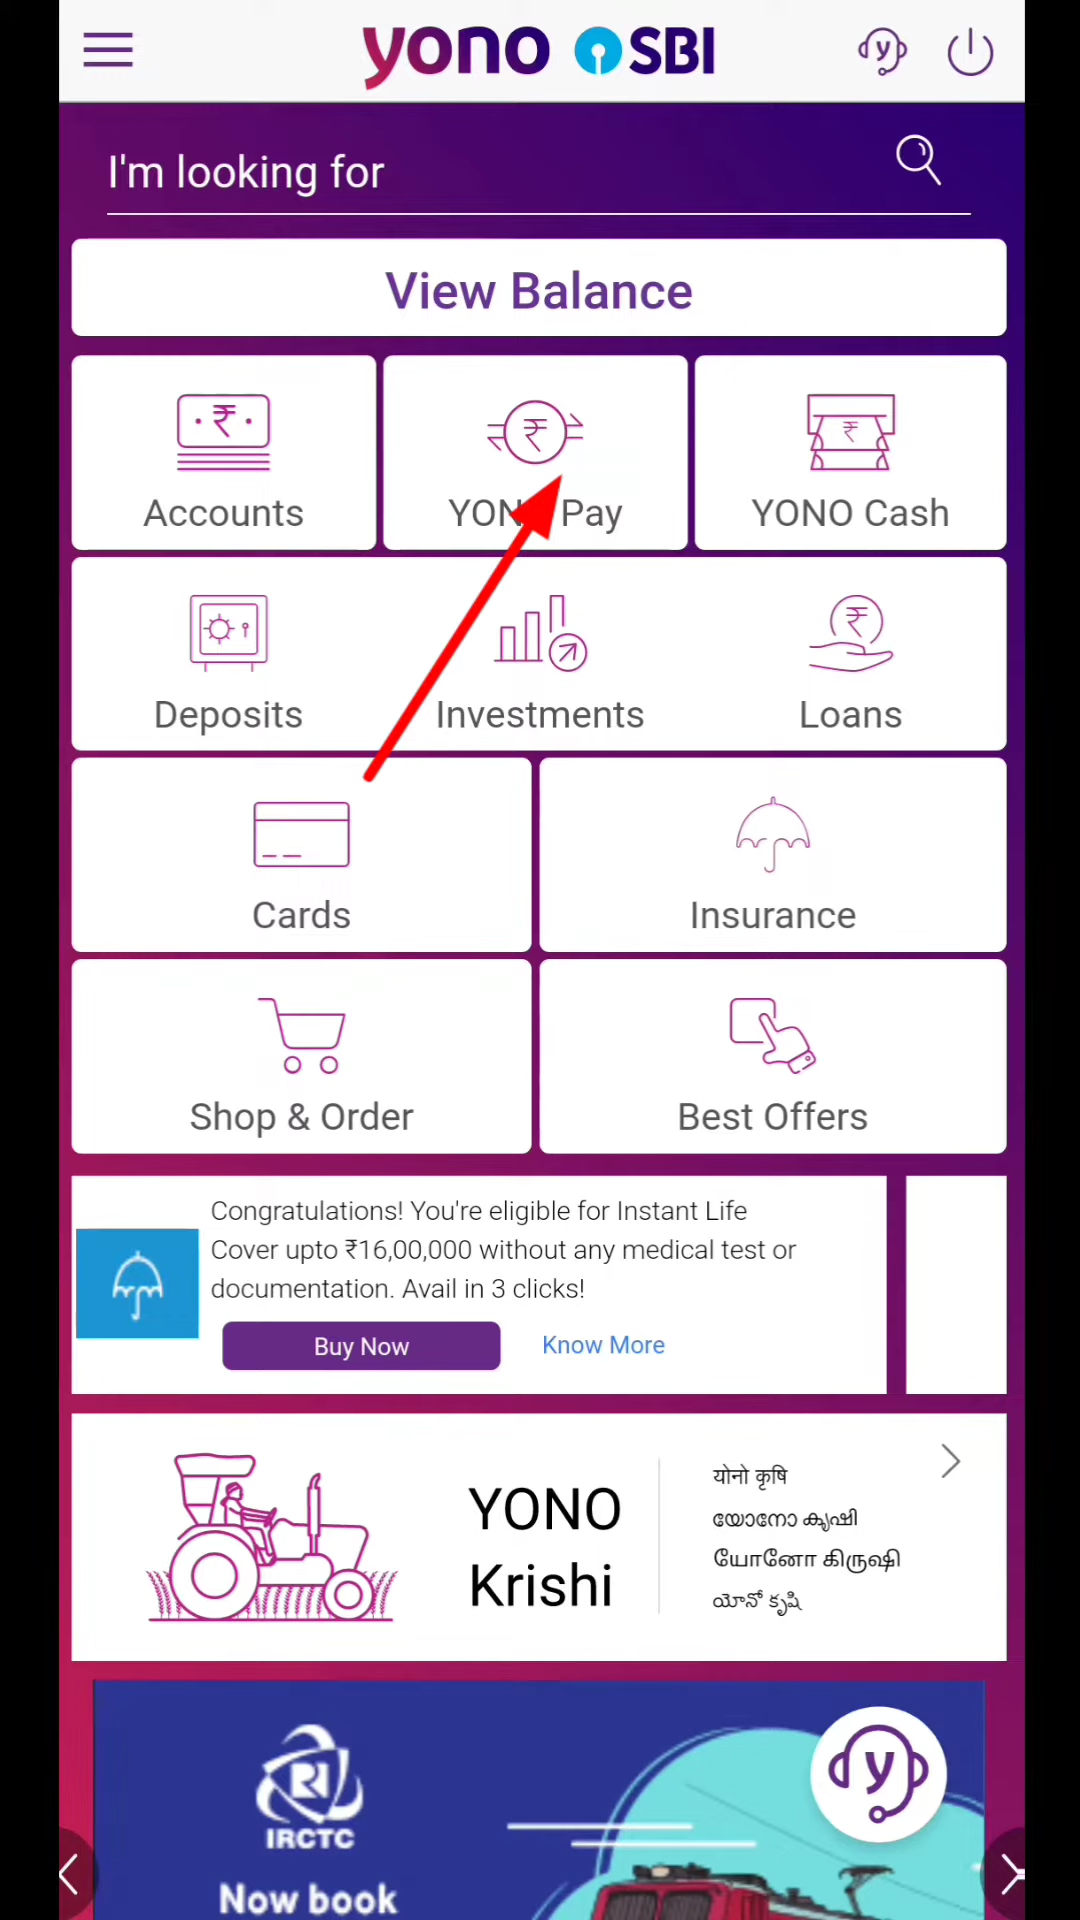 yono SBI
I'm looking for
View Balance
Accounts
YONO Pay
YONO Cash
Deposits
Investments
Loans
Cards
Insurance
Shop & Order
Best Offers
Congratulations! You're eligible for Instant Life
Cover upto ₹16,00,000 without any medical test or
documentation. Avail in 3 clicks!
Buy Now
Know More
YONO
Krishi
योनो कृषि
യോനോ കൃഷി
யோனோ கிருஷி
యోనో కృషి
IRCTC
Now book